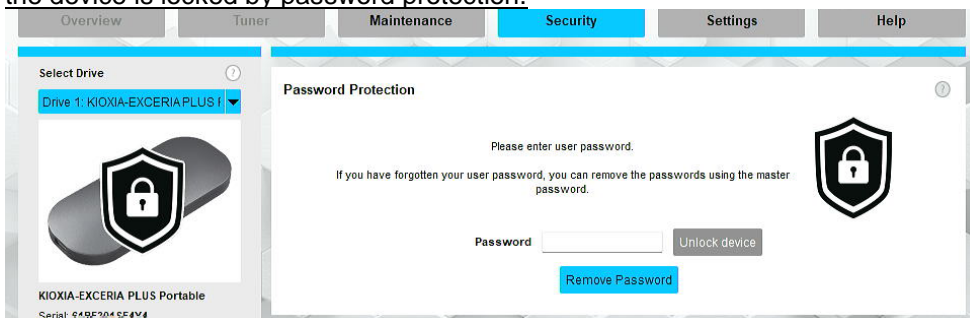 the device is locked by password protection.
Overview Tuner Maintenance Security Settings Help
Select Drive ?
Drive 1: KIOXIA-EXCERIA PLUS F
Password Protection ?
Please enter user password.
If you have forgotten your user password, you can remove the passwords using the master
password.
Password Unlock device
Remove Password
KIOXIA-EXCERIA PLUS Portable
Serial: